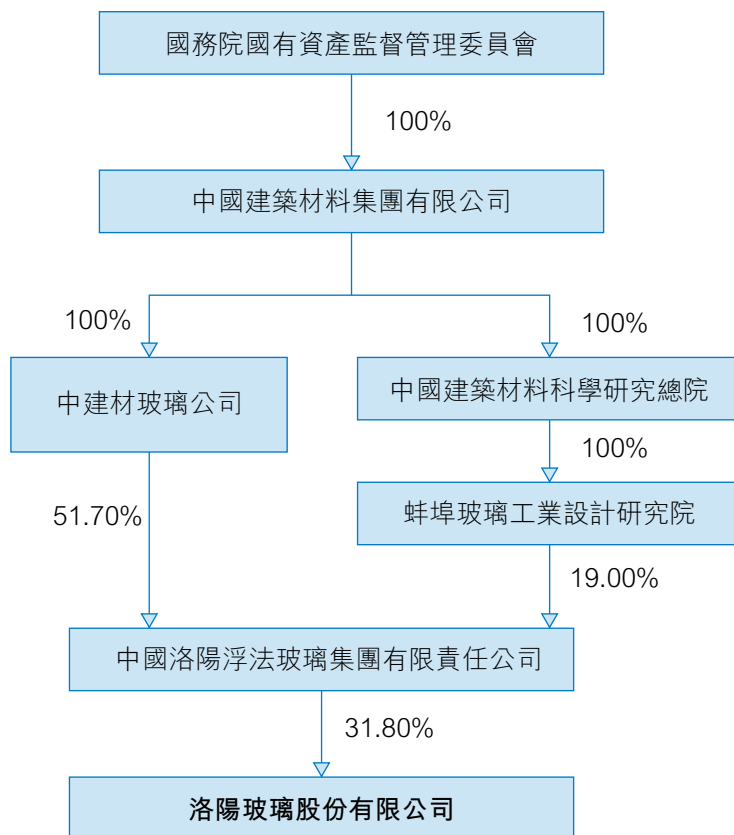 國務院國有資產監督管理委員會
100%
中國建築材料集團有限公司
100%
100%
中建材玻璃公司
中國建築材料科學研究總院
100%
51.70%
蚌埠玻璃工業設計研究院
19.00%
中國洛陽浮法玻璃集團有限責任公司
31.80%
洛陽玻璃股份有限公司